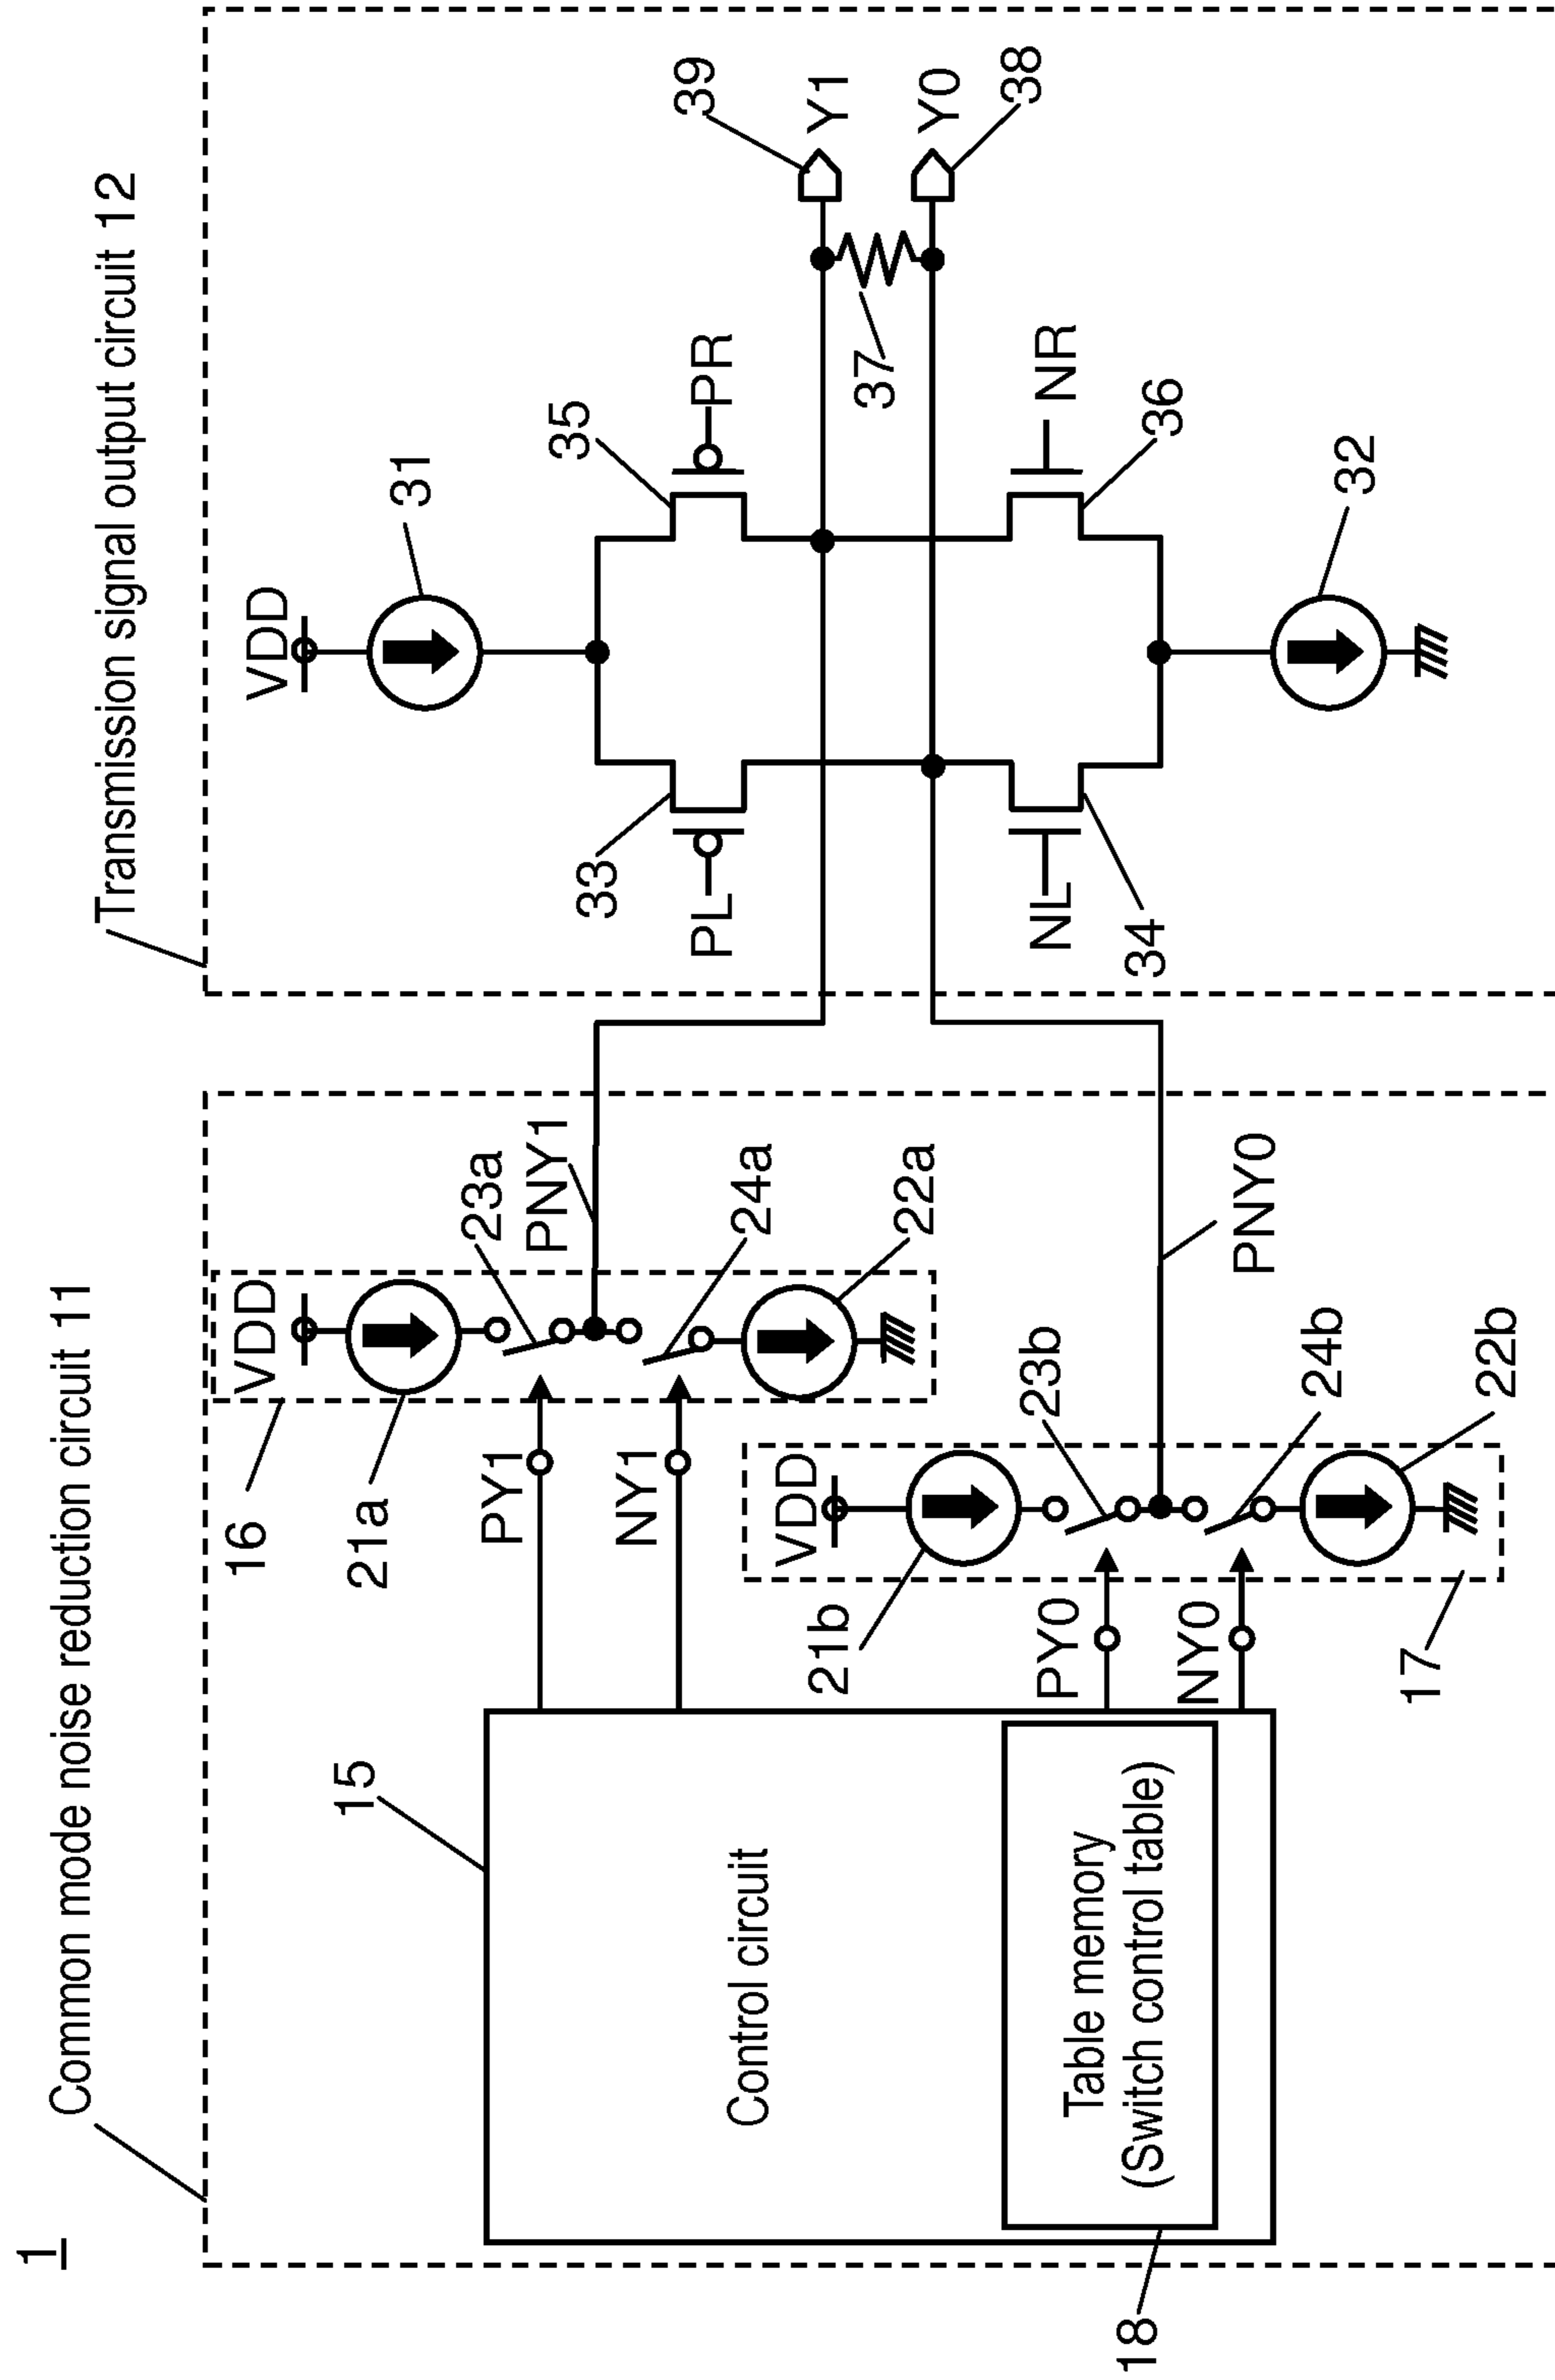 1
Common mode noise reduction circuit 11
Transmission signal output circuit 12
16
VDD
21a
23a
PNY1
24a
22a
PY1
NY1
15
Control circuit
Table memory
(Switch control table)
18
VDD
21b
23b
PNY0
24b
22b
PY0
NY0
17
VDD
31
33
35
PL
PR
39
Y1
37
Y0
38
NL
NR
34
36
32